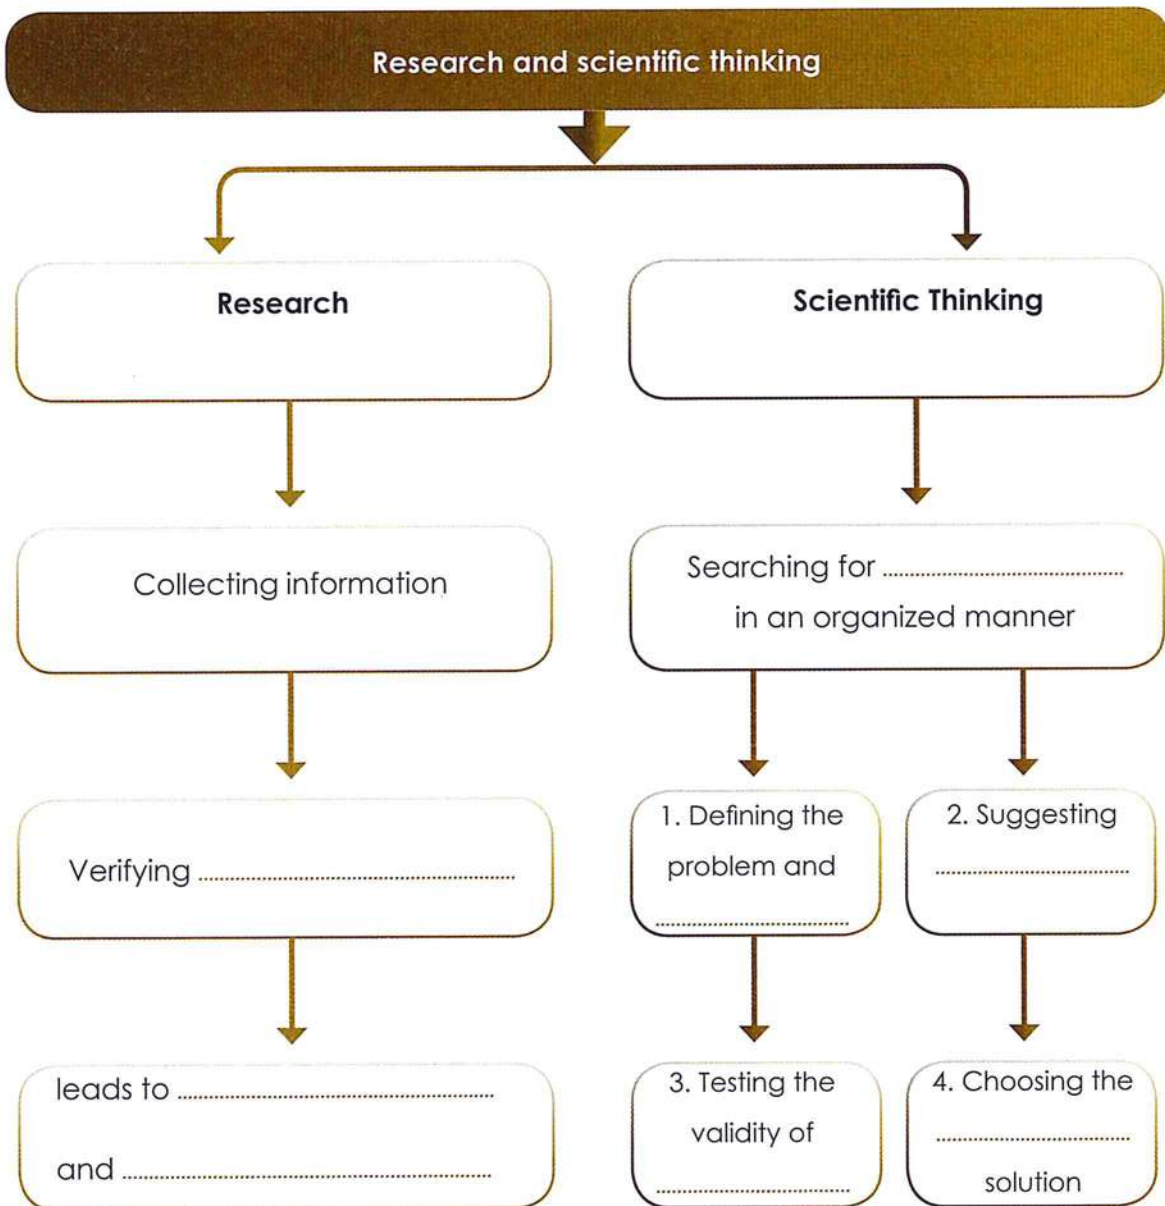 Research and scientific thinking
Research
Scientific Thinking
Collecting information
Searching for ............................
in an organized manner
Verifying ......................................
1. Defining the
problem and
.......................
2. Suggesting
.......................
leads to ......................................
and ............................................
3. Testing the
validity of
.......................
4. Choosing the
.......................
solution